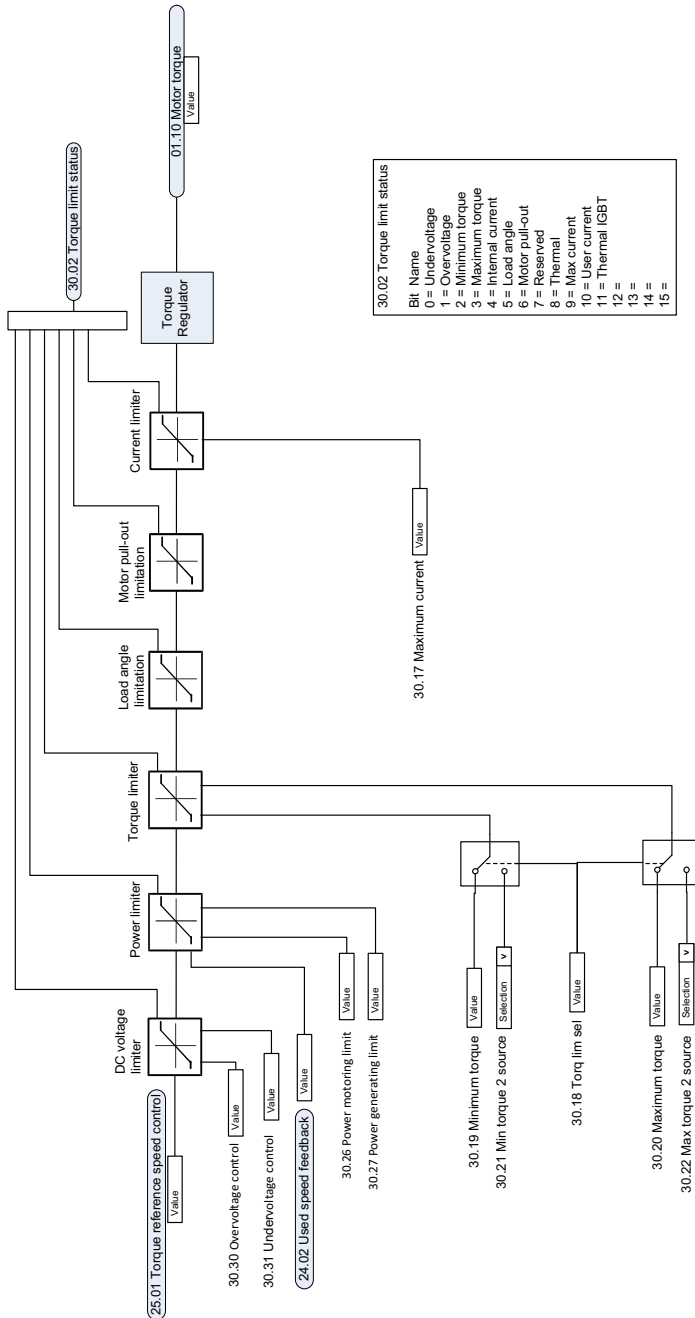 25.01 Torque reference speed control
Value
30.30 Overvoltage control
Value
30.31 Undervoltage control
Value
24.02 Used speed feedback
Value
30.26 Power motoring limit
Value
30.27 Power generating limit
Value
DC voltage
limiter
Power limiter
Torque limiter
Load angle
limitation
Motor pull-out
limitation
Current limiter
Torque
Regulator
30.02 Torque limit status
01.10 Motor torque
Value
30.17 Maximum current
Value
30.19 Minimum torque
Value
30.21 Min torque 2 source
Selection
v
30.18 Torq lim sel
Value
30.20 Maximum torque
Value
30.22 Max torque 2 source
Selection
v
30.02 Torque limit status
Bit Name
0 = Undervoltage
1 = Overvoltage
2 = Minimum torque
3 = Maximum torque
4 = Internal current
5 = Load angle
6 = Motor pull-out
7 = Reserved
8 = Thermal
9 = Max current
10 = User current
11 = Thermal IGBT
12 =
13 =
14 =
15 =